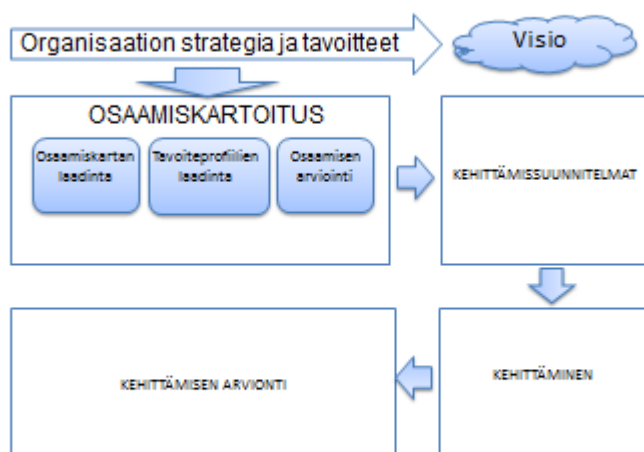 Organisaation strategia ja tavoitteet
Visio
OSAAMISKARTOITUS
Osaamiskartan
laadinta
Tavoiteprofiilien
laadinta
Osaamisen
arviointi
KEHITTÄMISSUUNNITELMAT
KEHITTÄMINEN
KEHITTÄMISEN ARVIONTI